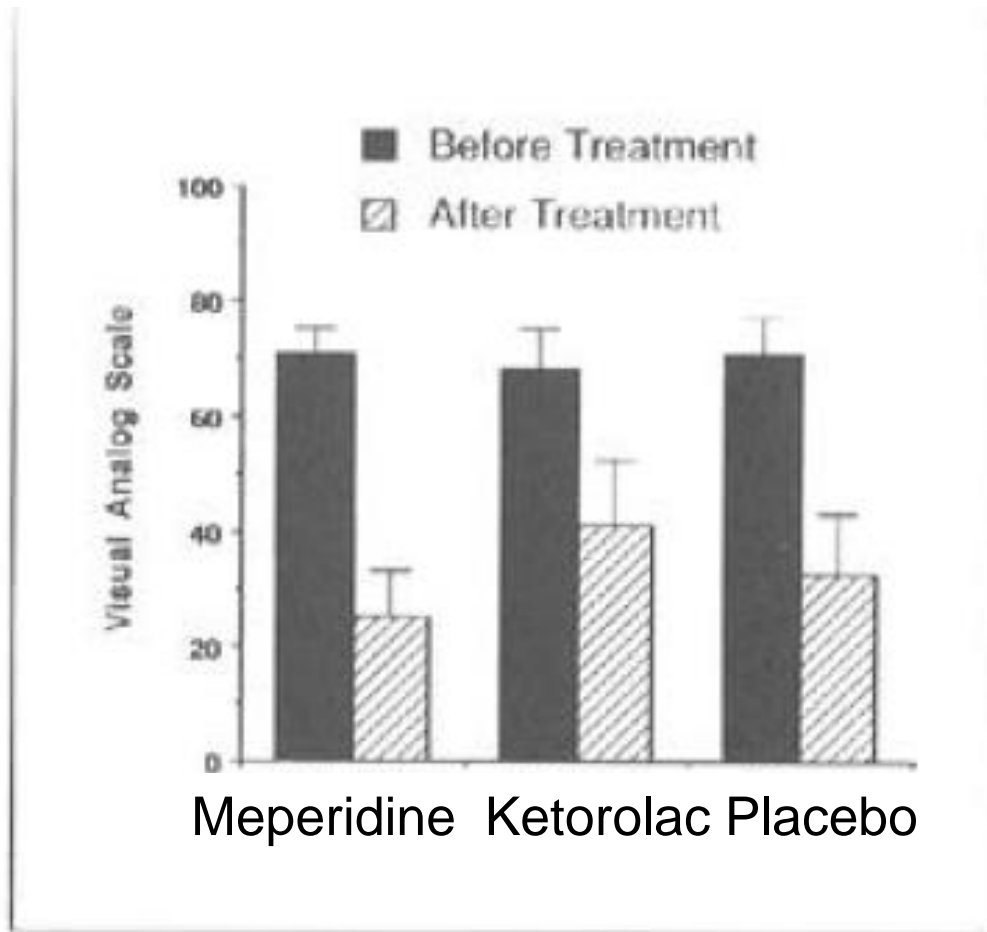 Before Treatment
After Treatment
100
80
60
40
20
0
Visual Analog Scale
Meperidine Ketorolac Placebo